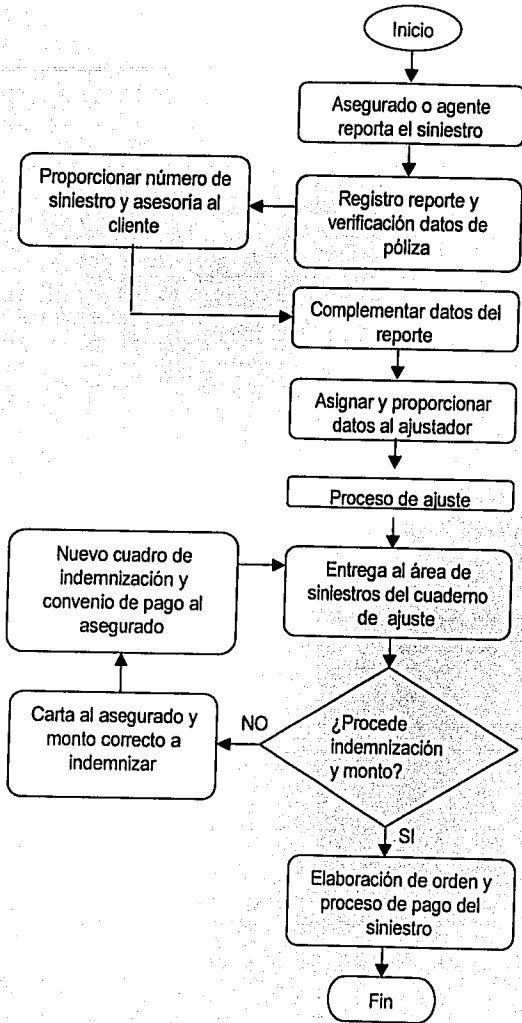 Inicio
Asegurado o agente
reporta el siniestro
Proporcionar número de
siniestro y asesoría al
cliente
Registro reporte y
verificación datos de
póliza
Complementar datos del
reporte
Asignar y proporcionar
datos al ajustador
Proceso de ajuste
Nuevo cuadro de
indemnización y
convenio de pago al
asegurado
Entrega al área de
siniestros del cuaderno
de ajuste
Carta al asegurado y
monto correcto a
indemnizar
NO
¿Procede
indemnización
y monto?
SI
Elaboración de orden y
proceso de pago del
siniestro
Fin